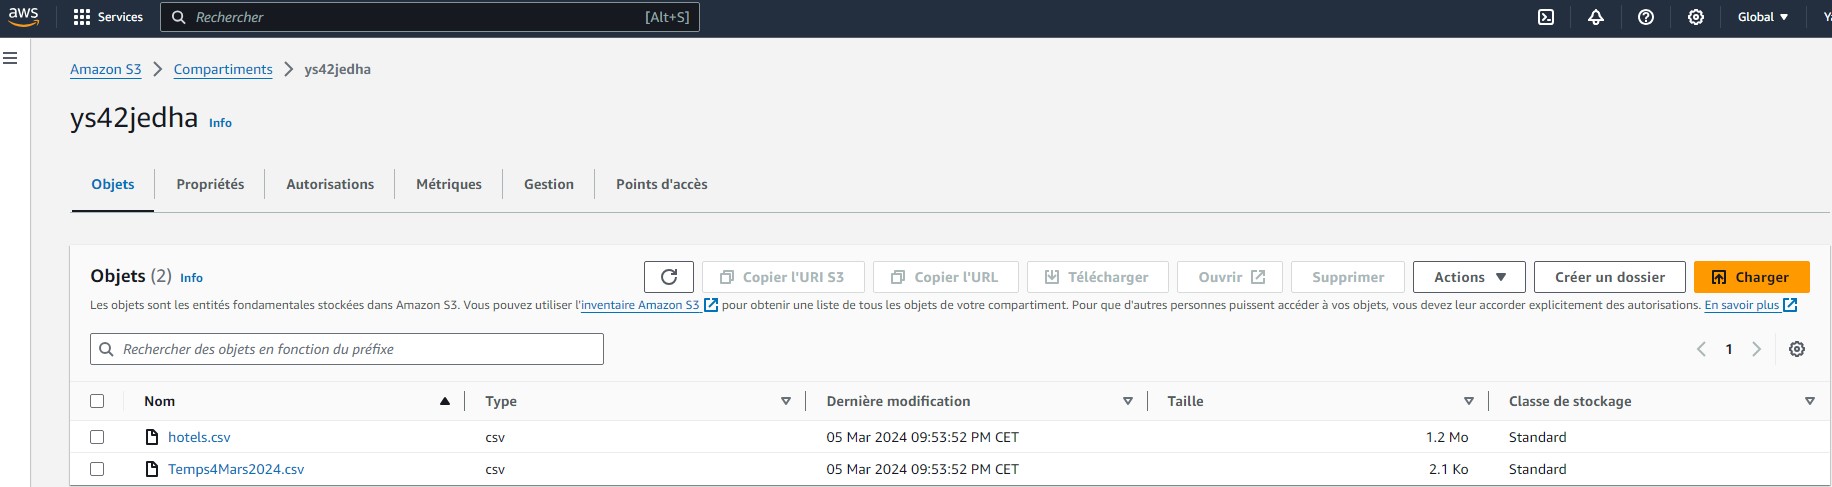 aws Services Rechercher [Alt+S] Global
Amazon S3 Compartiments ys42jedha
ys42jedha Info
Objets Propriétés Autorisations Métriques Gestion Points d'accès
Objets (2) Info Copier l'URI S3 Copier l'URL Télécharger Ouvrir Supprimer Actions Créer un dossier Charger
Les objets sont les entités fondamentales stockées dans Amazon S3. Vous pouvez utiliser l'inventaire Amazon S3 pour obtenir une liste de tous les objets de votre compartiment. Pour que d'autres personnes puissent accéder à vos objets, vous devez leur accorder explicitement des autorisations. En savoir plus
Rechercher des objets en fonction du préfixe 1
Nom Type Dernière modification Taille Classe de stockage
hotels.csv csv 05 Mar 2024 09:53:52 PM CET 1.2 Mo Standard
Temps4Mars2024.csv csv 05 Mar 2024 09:53:52 PM CET 2.1 Ko Standard